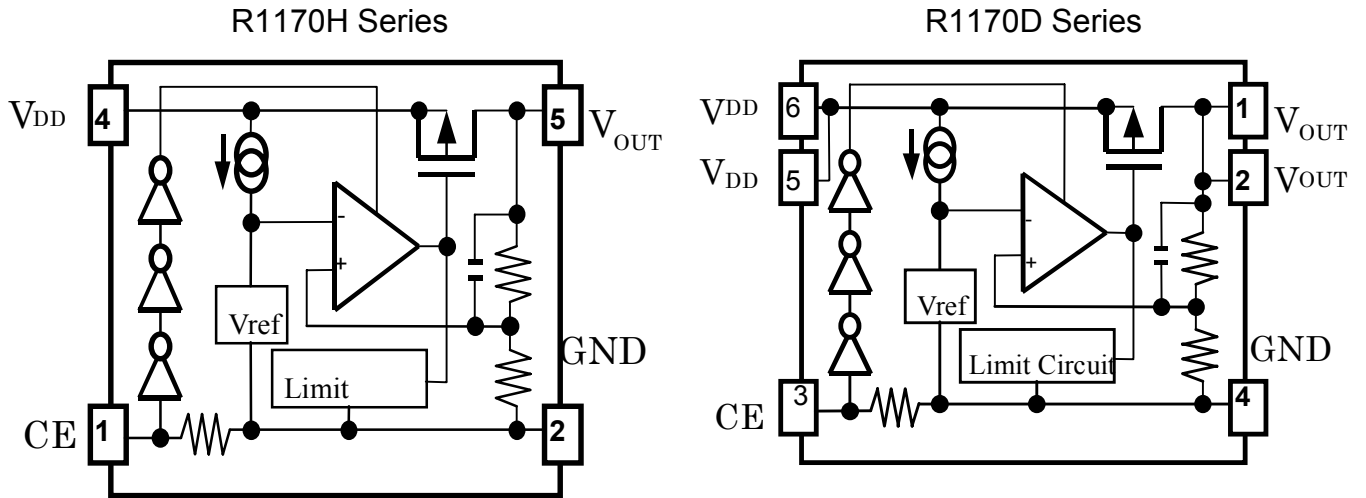 R1170H Series
VDD
4
5
VOUT
-
+
Vref
Limit
GND
CE
1
2
R1170D Series
VDD
6
1
VOUT
VDD
5
2
VOUT
-
+
Vref
Limit Circuit
GND
CE
3
4